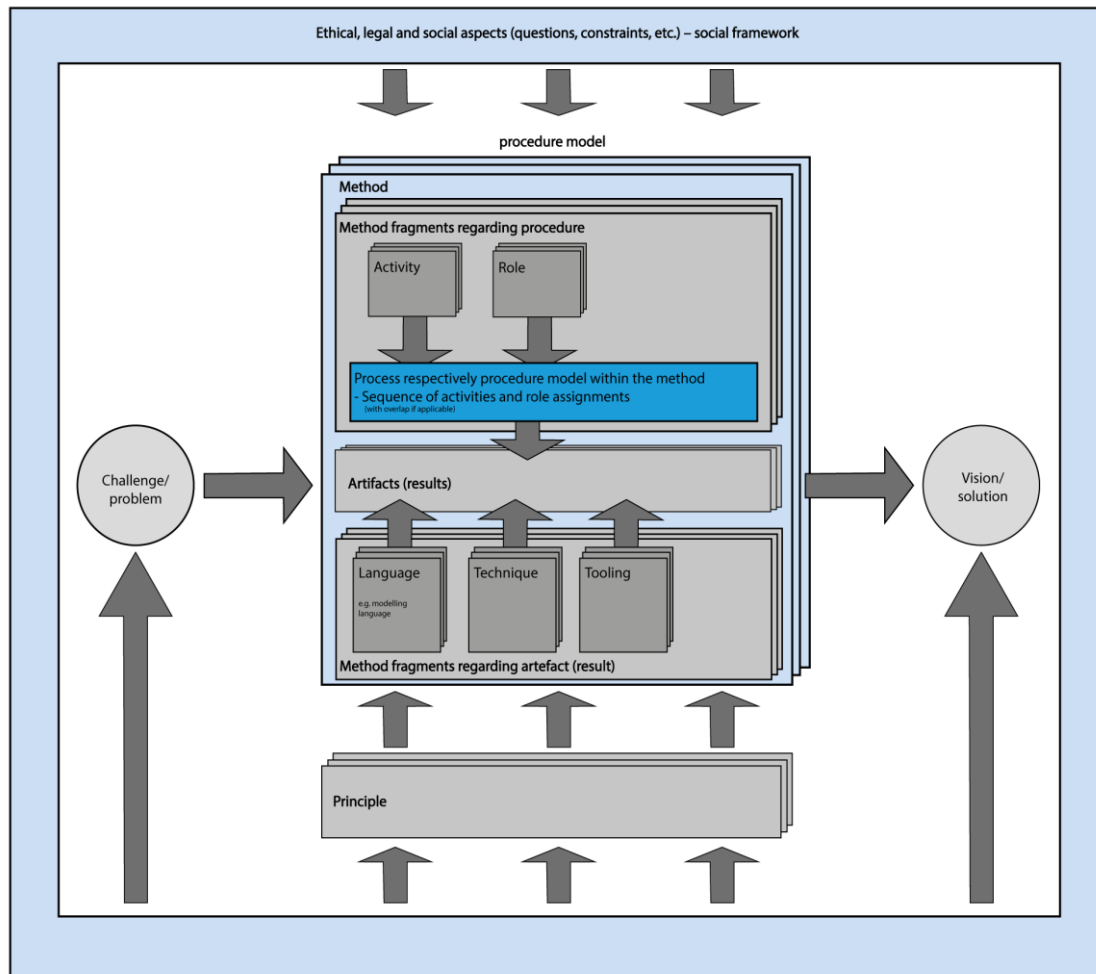 Ethical, legal and social aspects (questions, constraints, etc.) – social framework
procedure model
Method
Method fragments regarding procedure
Activity
Role
Process respectively procedure model within the method
- Sequence of activities and role assignments
(with overlap if applicable)
Challenge/
problem
Artifacts (results)
Vision/
solution
Language
e.g. modelling
language
Technique
Tooling
Method fragments regarding artefact (result)
Principle